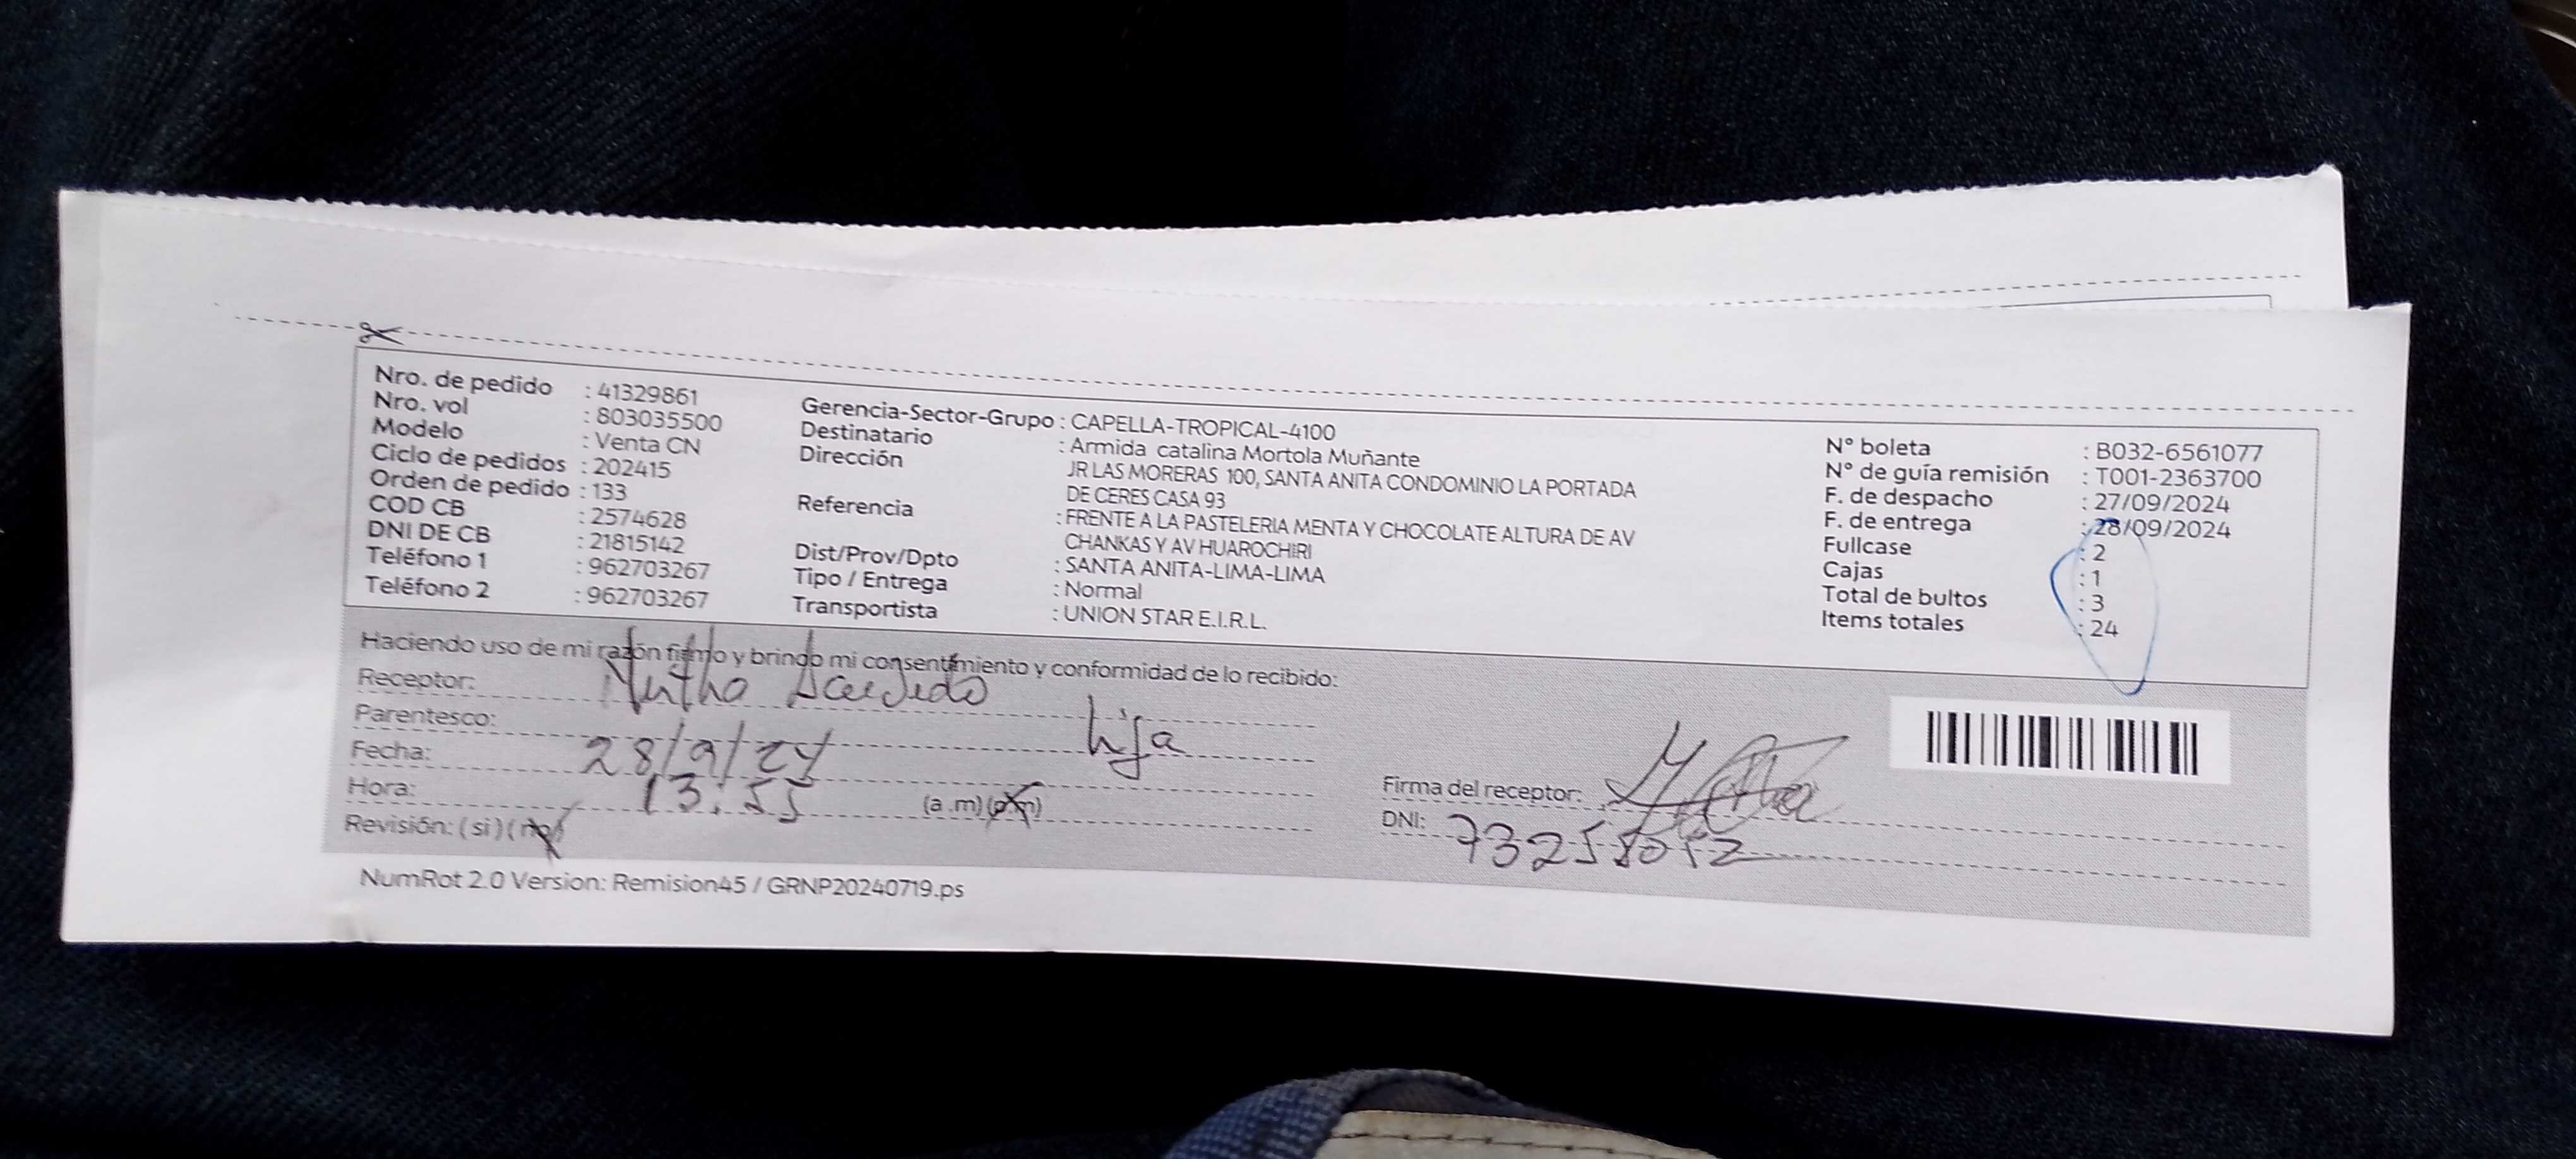 Nro. de pedido : 41329861
Nro. vol : 803035500
Modelo : Venta CN
Ciclo de pedidos : 202415
Orden de pedido : 133
COD CB : 2574628
DNI DE CB : 21815142
Teléfono 1 : 962703267
Teléfono 2 : 962703267
Gerencia-Sector-Grupo : CAPELLA-TROPICAL-4100
Destinatario : Armida catalina Mortola Muñante
Dirección JR LAS MORERAS 100, SANTA ANITA CONDOMINIO LA PORTADA
DE CERES CASA 93
Referencia : FRENTE A LA PASTELERIA MENTA Y CHOCOLATE ALTURA DE AV
CHANKAS Y AV HUAROCHIRI
Dist/Prov/Dpto : SANTA ANITA-LIMA-LIMA
Tipo / Entrega : Normal
Transportista : UNION STAR E.I.R.L.
N° boleta : B032-6561077
N° de guía remisión : T001-2363700
F. de despacho : 27/09/2024
F. de entrega : 28/09/2024
Fullcase : 2
Cajas : 1
Total de bultos : 3
Items totales : 24
Haciendo uso de mi razón firmo y brindo mi consentimiento y conformidad de lo recibido:
Receptor: Acevedo
Parentesco: hija
Fecha: 28/9/24
Hora: 13:55 (a.m)(p.m)
Revisión: (si)(no)
Firma del receptor:
DNI:
NumRot 2.0 Version: Remision45 / GRNP20240719.ps